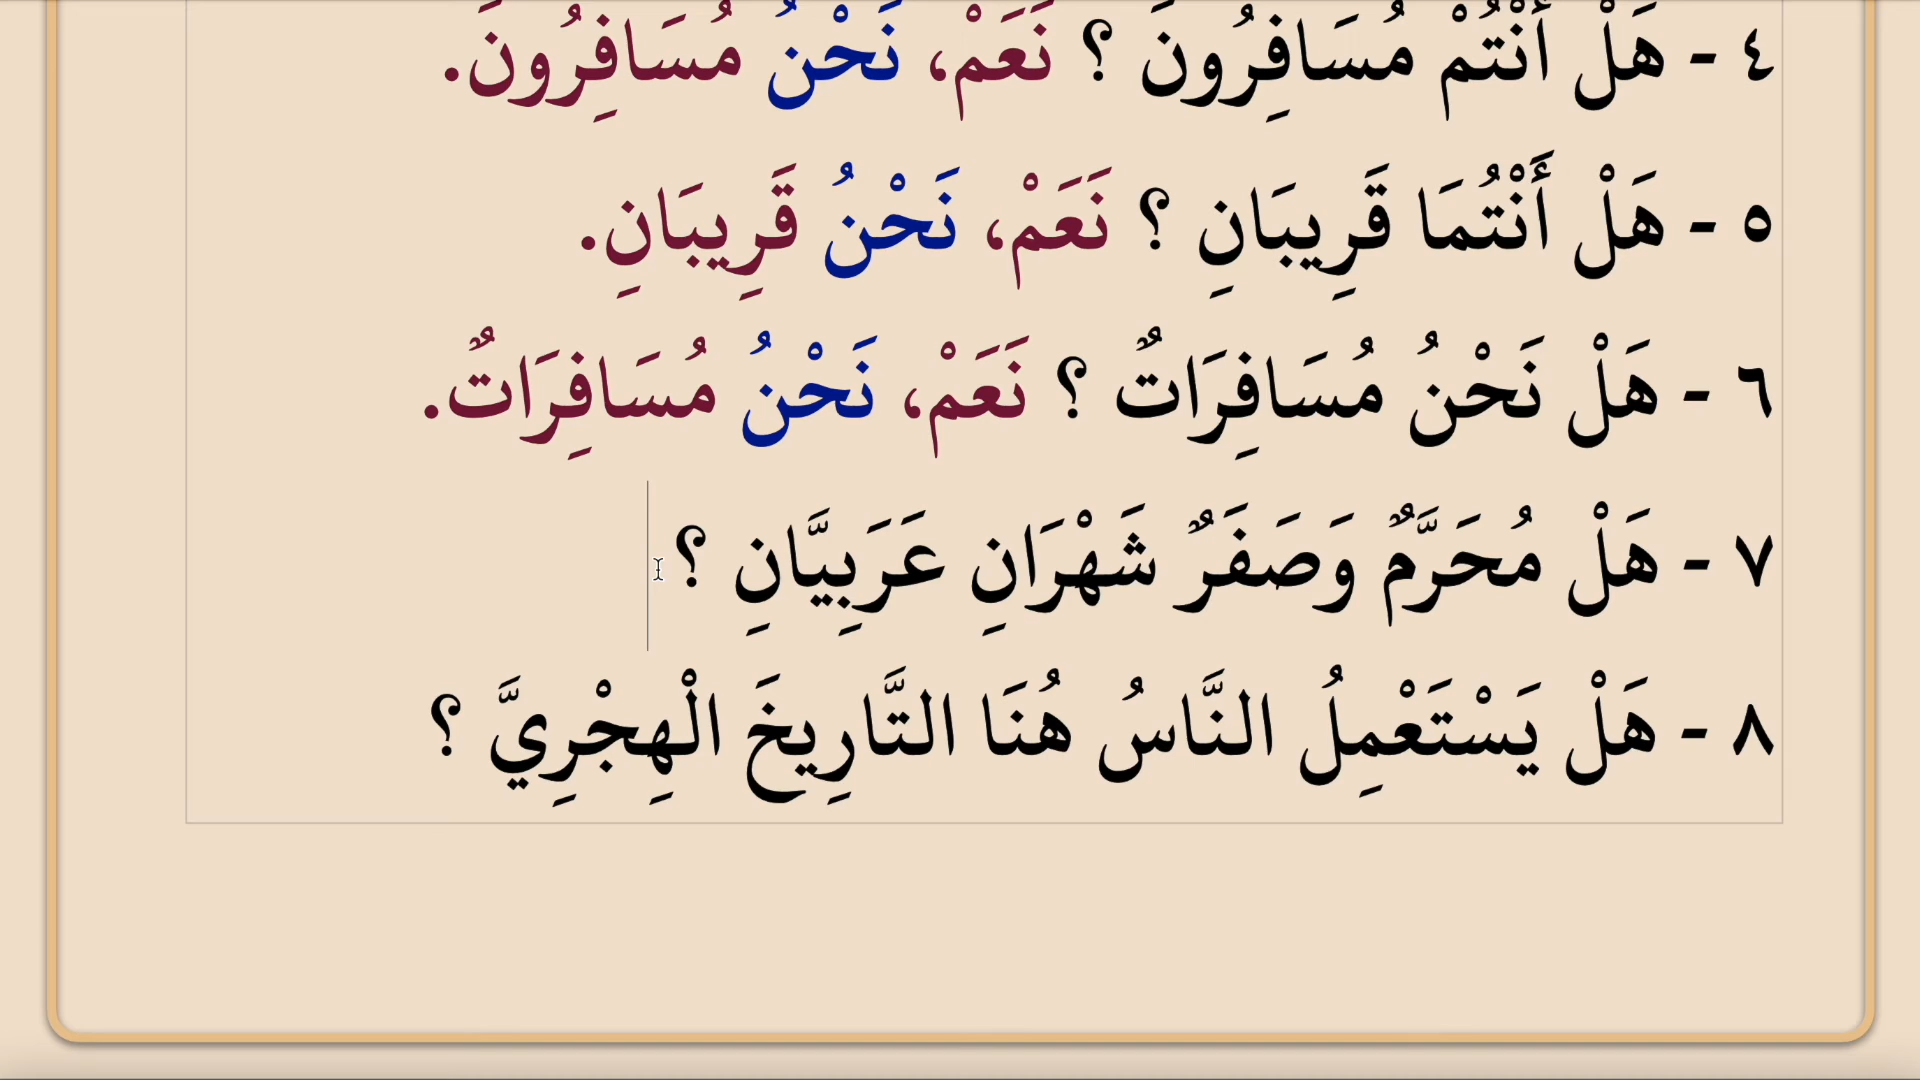 ٤ - هَلْ أَنْتُمْ مُسَافِرُونَ ؟ نَعَمْ، نَحْنُ مُسَافِرُونَ.
٥ - هَلْ أَنْتُمَا قَرِيبَانِ ؟ نَعَمْ، نَحْنُ قَرِيبَانِ.
٦ - هَلْ نَحْنُ مُسَافِرَاتٌ ؟ نَعَمْ، نَحْنُ مُسَافِرَاتٌ.
٧ - هَلْ مُحَرَّمٌ وَصَفَرٌ شَهْرَانِ عَرَبِيَّانِ ؟
٨ - هَلْ يَسْتَعْمِلُ النَّاسُ هُنَا التَّارِيخَ الْهِجْرِيَّ ؟